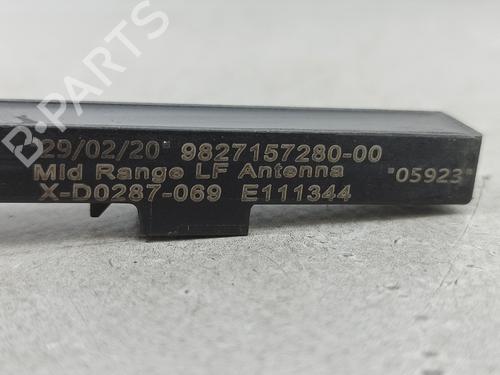 "29/02/20" 9827157280-00
Mid Range LF Antenna
X-D0287-069 E111344
"05923"
B-PARTS